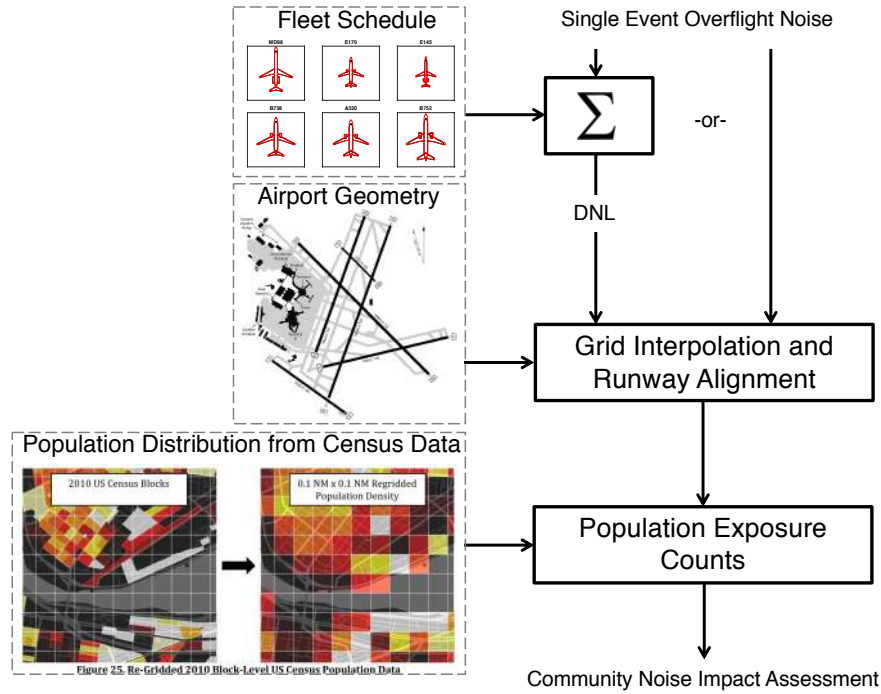 Fleet Schedule
MD88
E170
E145
B738
A320
B752
Single Event Overflight Noise
Σ
-or-
DNL
Airport Geometry
Grid Interpolation and
Runway Alignment
Population Distribution from Census Data
2010 US Census Blocks
0.1 NM x 0.1 NM Regridded
Population Density
Figure 25. Re-Gridded 2010 Block-Level US Census Population Data
Population Exposure
Counts
Community Noise Impact Assessment